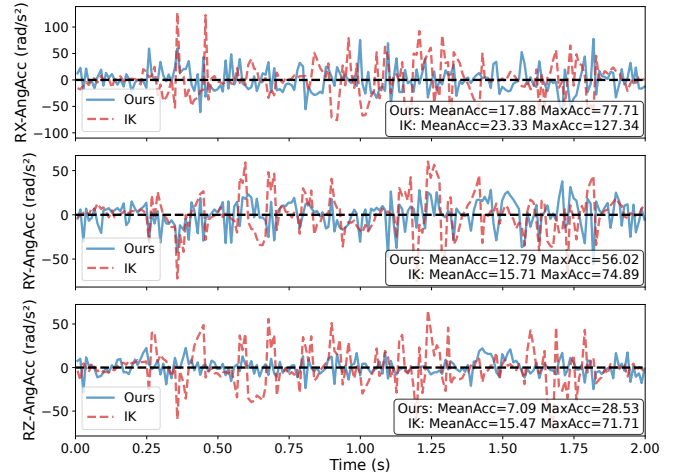 RX-AngAcc (rad/s²)
100
50
0
−50
−100
Ours
IK
Ours: MeanAcc=17.88 MaxAcc=77.71
IK: MeanAcc=23.33 MaxAcc=127.34
RY-AngAcc (rad/s²)
50
0
−50
Ours
IK
Ours: MeanAcc=12.79 MaxAcc=56.02
IK: MeanAcc=15.71 MaxAcc=74.89
RZ-AngAcc (rad/s²)
50
0
−50
Ours
IK
Ours: MeanAcc=7.09 MaxAcc=28.53
IK: MeanAcc=15.47 MaxAcc=71.71
0.00 0.25 0.50 0.75 1.00 1.25 1.50 1.75 2.00
Time (s)